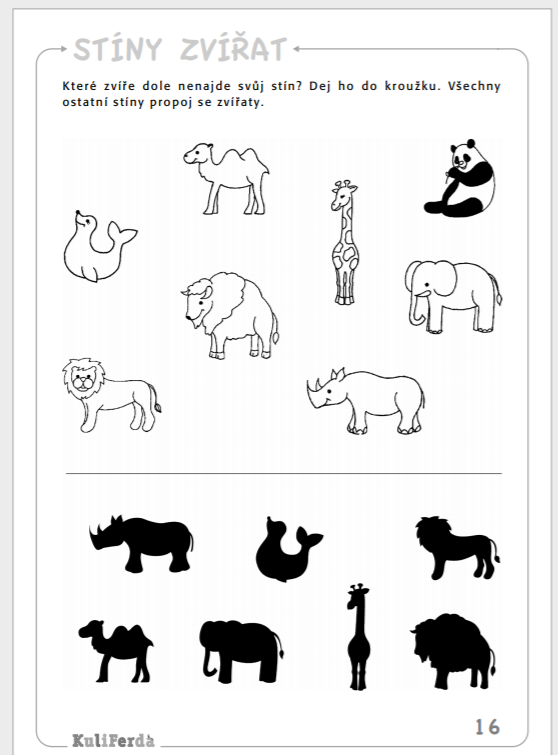 STÍNY ZVÍŘAT
Které zvíře dole nenajde svůj stín? Dej ho do kroužku. Všechny
ostatní stíny propoj se zvířaty.
16
KuliFerda